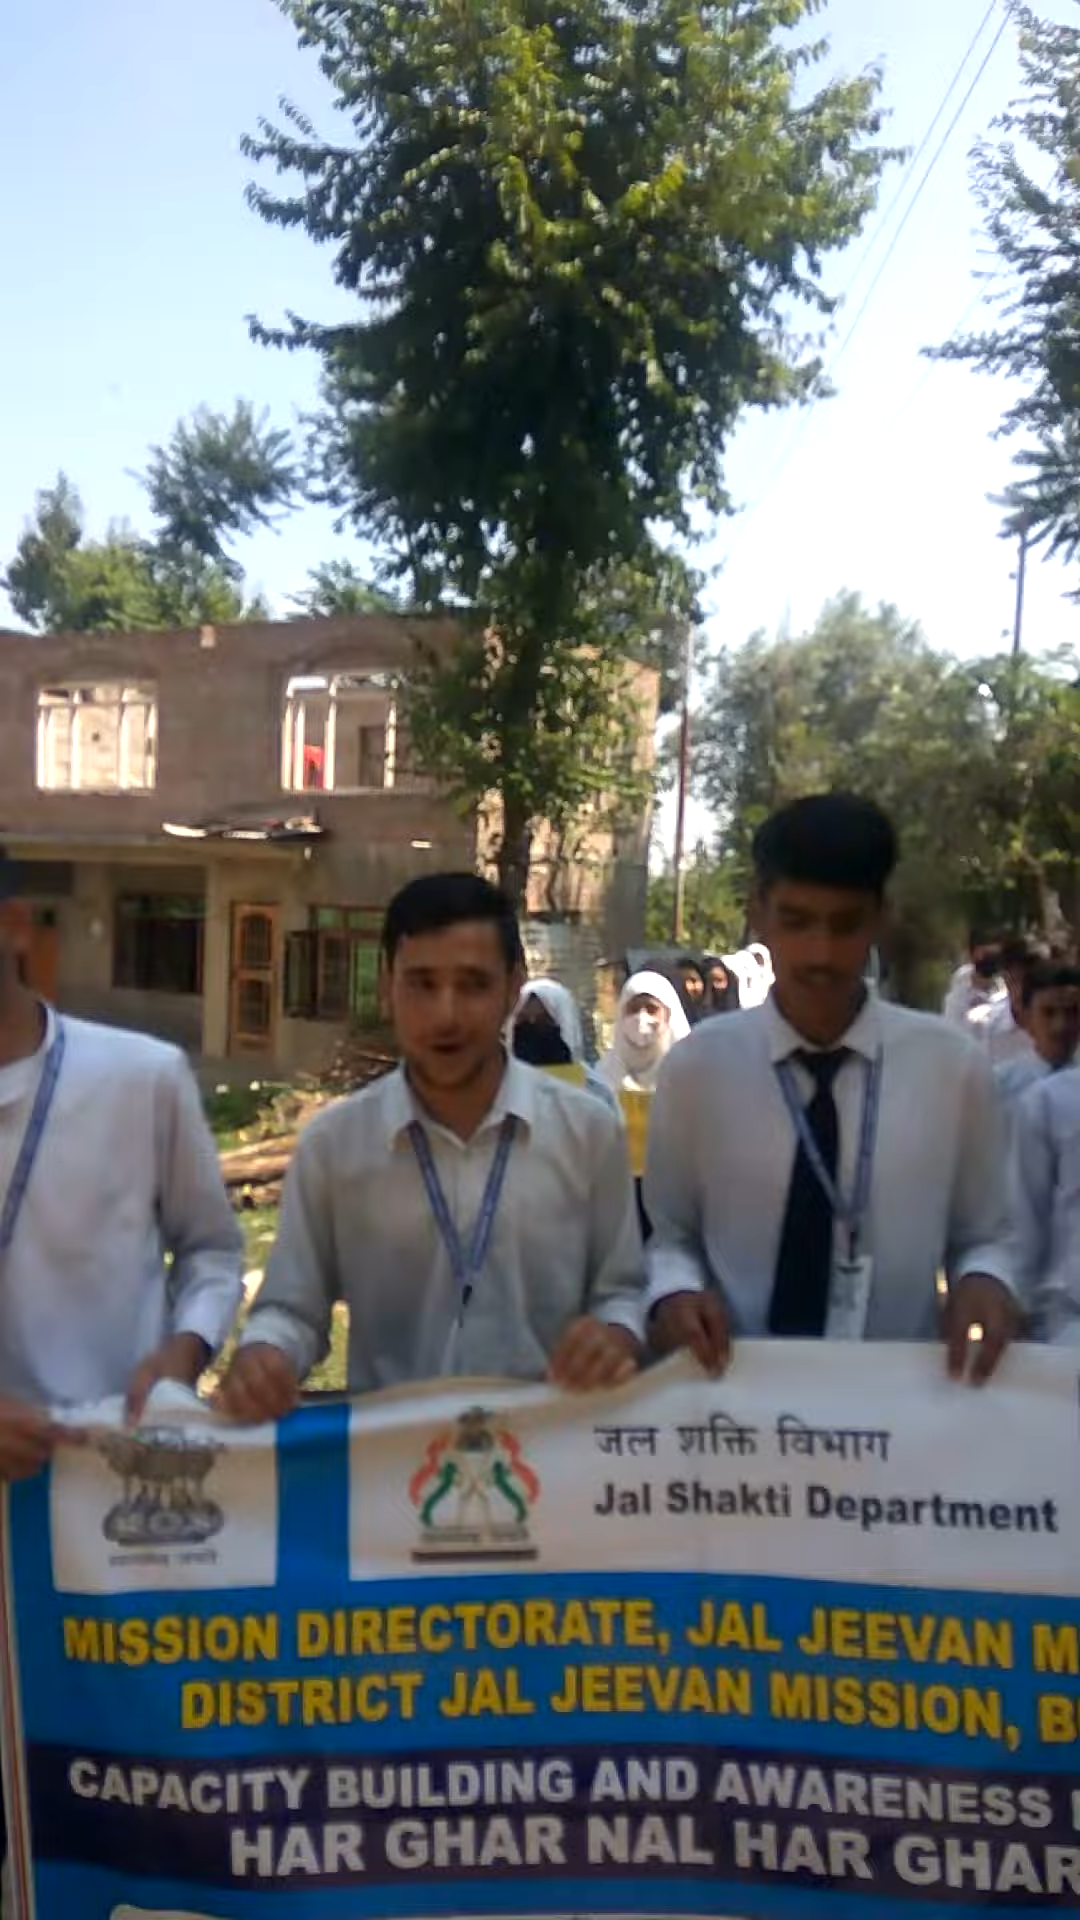 जल शक्ति विभाग
Jal Shakti Department
MISSION DIRECTORATE, JAL JEEVAN M
DISTRICT JAL JEEVAN MISSION, B
CAPACITY BUILDING AND AWARENESS
HAR GHAR NAL HAR GHAR